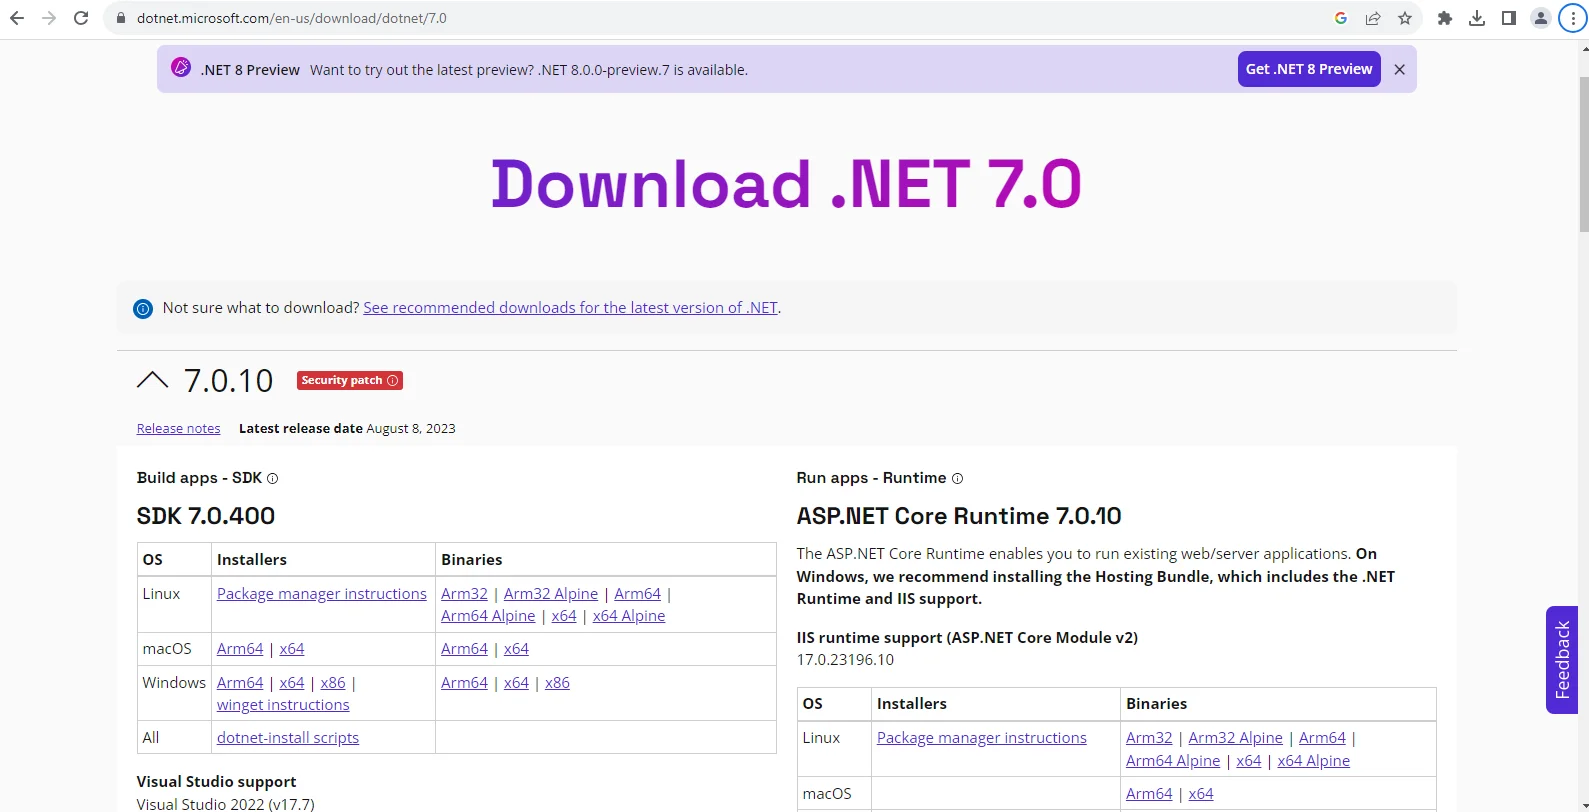 dotnet.microsoft.com/en-us/download/dotnet/7.0
.NET 8 Preview Want to try out the latest preview? .NET 8.0.0-preview.7 is available.
Get .NET 8 Preview
Download .NET 7.0
Not sure what to download? See recommended downloads for the latest version of .NET.
7.0.10 Security patch
Release notes Latest release date August 8, 2023
Build apps - SDK
SDK 7.0.400
OS Installers Binaries
Linux Package manager instructions Arm32 | Arm32 Alpine | Arm64 |
Arm64 Alpine | x64 | x64 Alpine
macOS Arm64 | x64 Arm64 | x64
Windows Arm64 | x64 | x86 | Arm64 | x64 | x86
winget instructions
All dotnet-install scripts
Visual Studio support
Visual Studio 2022 (v17.7)
Run apps - Runtime
ASP.NET Core Runtime 7.0.10
The ASP.NET Core Runtime enables you to run existing web/server applications. On
Windows, we recommend installing the Hosting Bundle, which includes the .NET
Runtime and IIS support.
IIS runtime support (ASP.NET Core Module v2)
17.0.23196.10
OS Installers Binaries
Linux Package manager instructions Arm32 | Arm32 Alpine | Arm64 |
Arm64 Alpine | x64 | x64 Alpine
macOS Arm64 | x64
Feedback